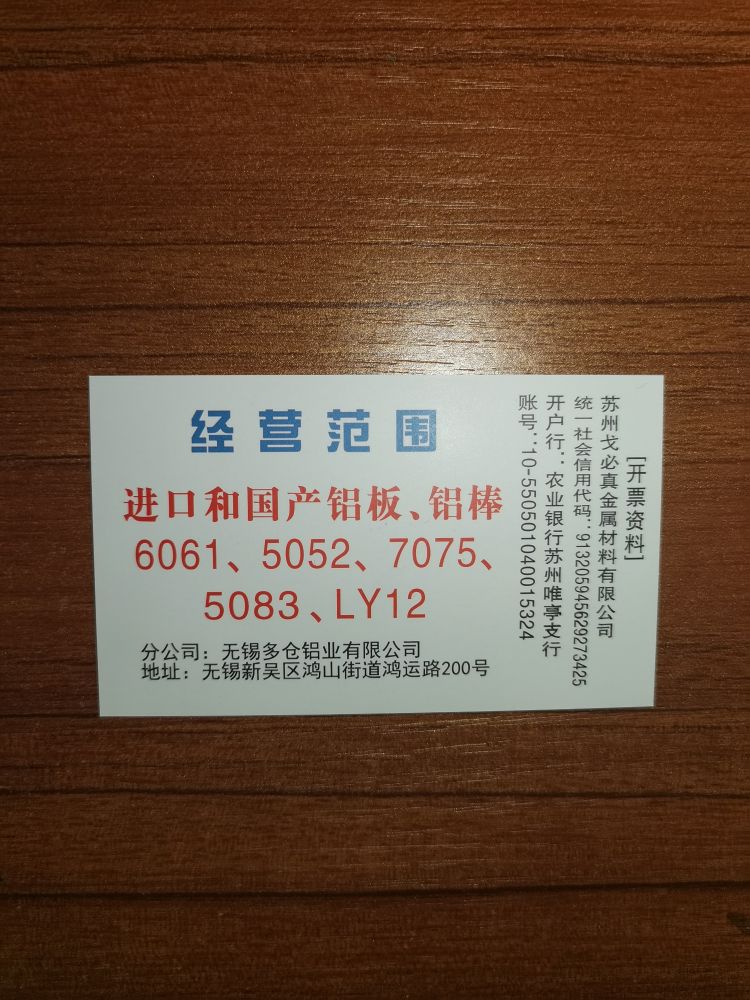 经营范围
进口和国产铝板、铝棒
6061、5052、7075、
5083、LY12
分公司：无锡多仓铝业有限公司
地址：无锡新吴区鸿山街道鸿运路200号
[开票资料]
苏州戈必真金属材料有限公司
统一社会信用代码：913205945629273425
开户行：农业银行苏州唯亭支行
账号：10-550501040015324